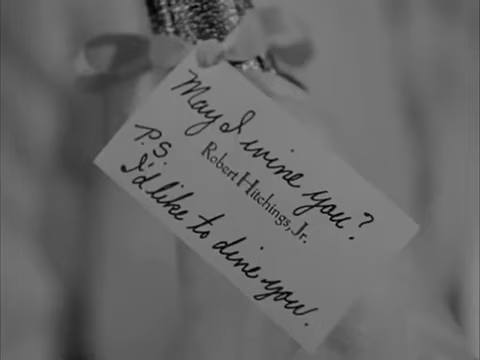 May I wine you?
Robert Hitchings, Jr.
P.S.
I'd like to dine you.